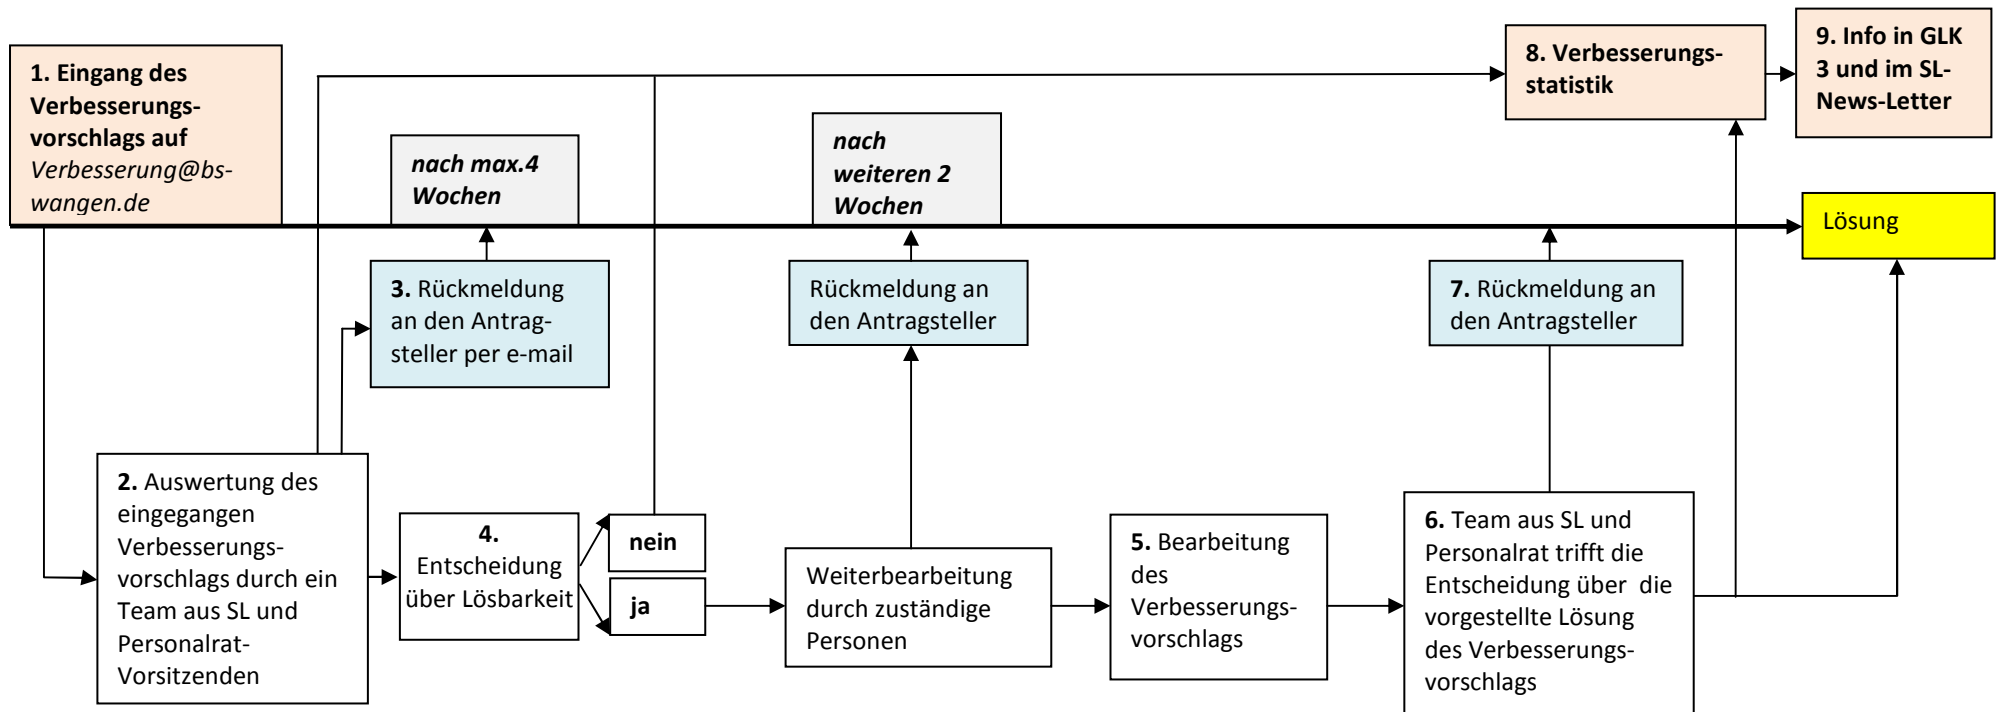 1. Eingang des
Verbesserungs-
vorschlags auf
Verbesserung@bs-
wangen.de
nach max.4
Wochen
nach
weiteren 2
Wochen
8. Verbesserungs-
statistik
9. Info in GLK
3 und im SL-
News-Letter
Lösung
3. Rückmeldung
an den Antrag-
steller per e-mail
Rückmeldung an
den Antragsteller
7. Rückmeldung an
den Antragsteller
2. Auswertung des
eingegangen
Verbesserungs-
vorschlags durch ein
Team aus SL und
Personalrat-
Vorsitzenden
4.
Entscheidung
über Lösbarkeit
nein
ja
Weiterbearbeitung
durch zuständige
Personen
5. Bearbeitung
des
Verbesserungs-
vorschlags
6. Team aus SL und
Personalrat trifft die
Entscheidung über die
vorgestellte Lösung
des Verbesserungs-
vorschlags